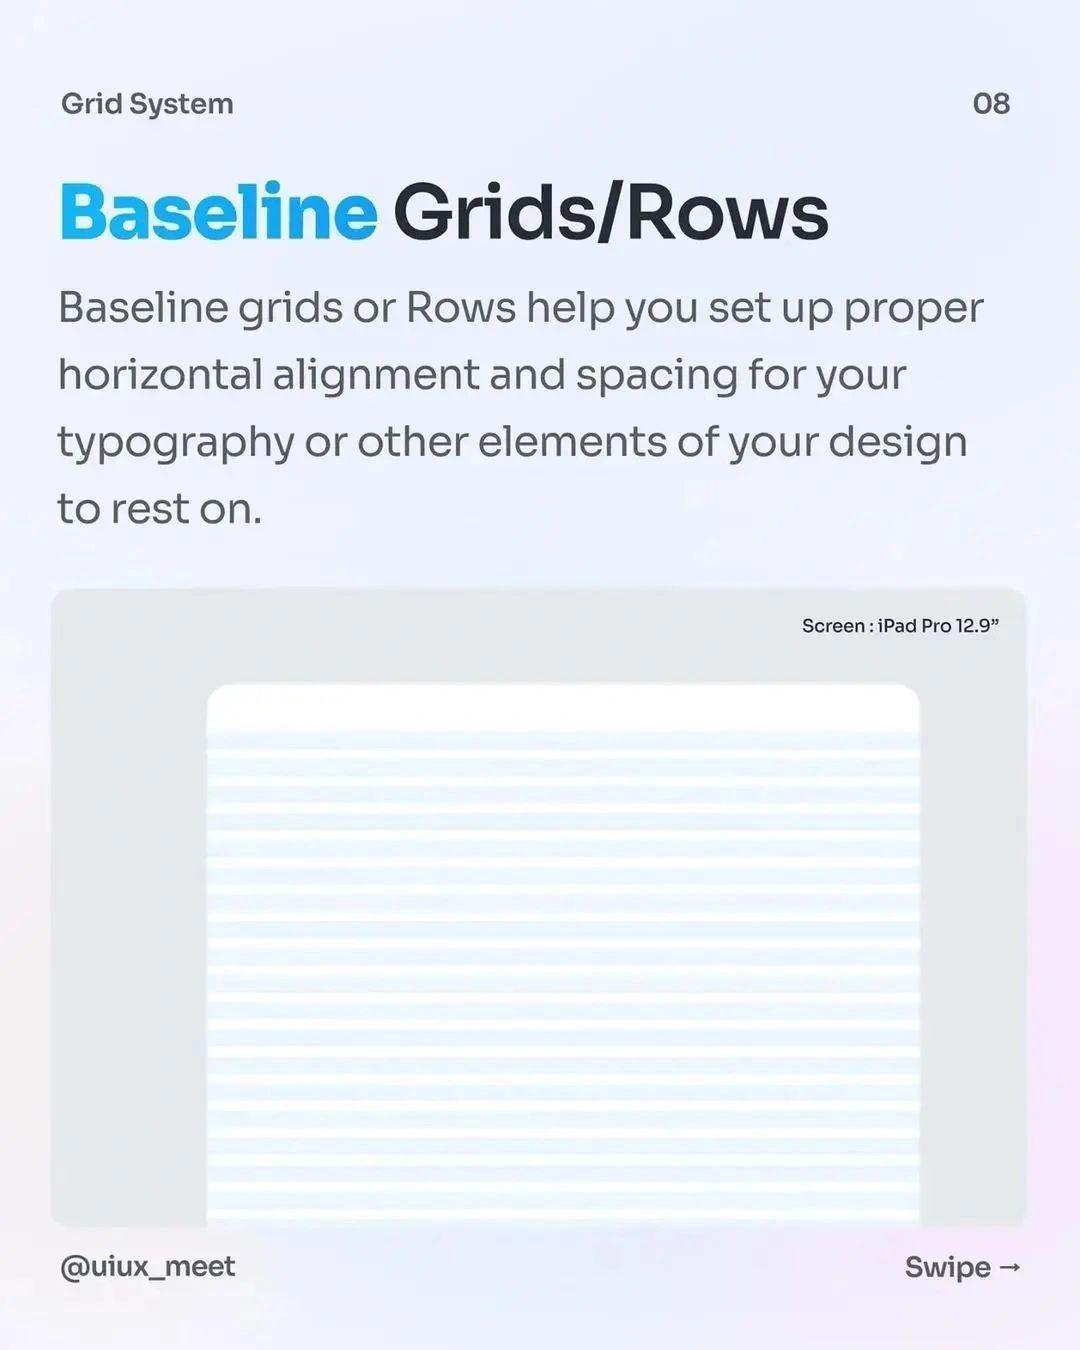 Grid System
08
Baseline Grids/Rows
Baseline grids or Rows help you set up proper
horizontal alignment and spacing for your
typography or other elements of your design
to rest on.
Screen : iPad Pro 12.9”
@uiux_meet
Swipe →